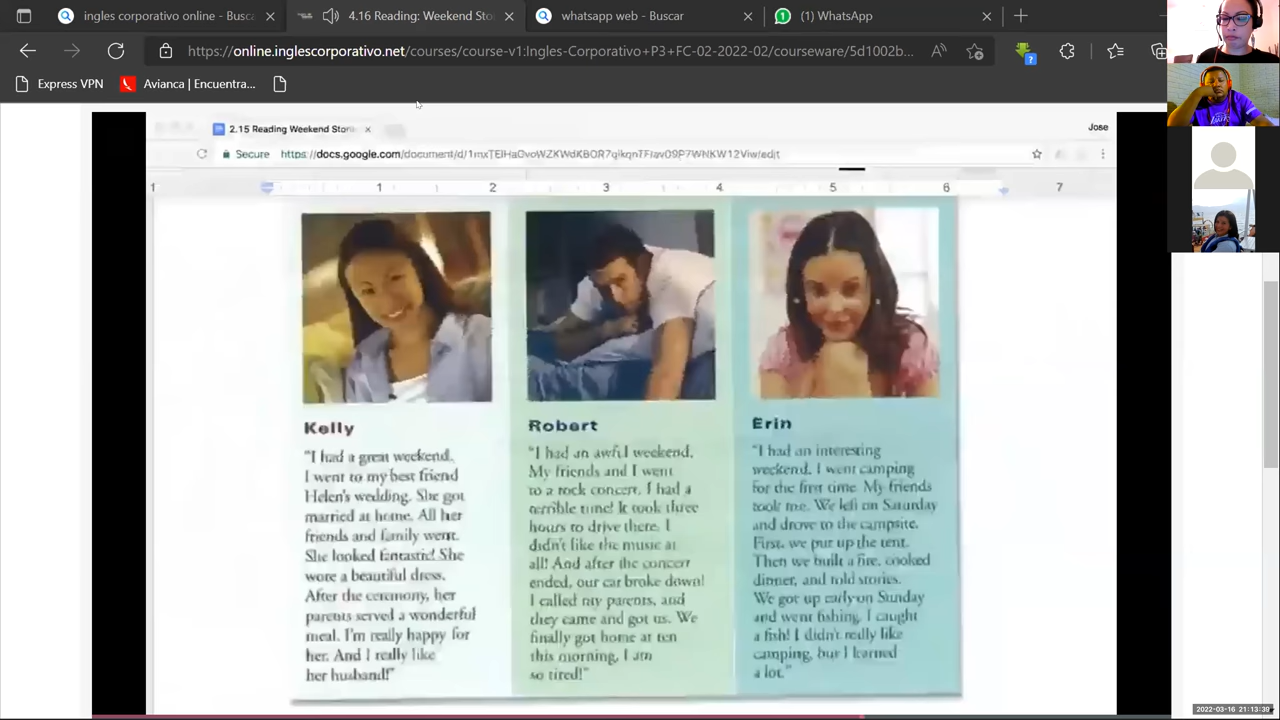 ingles corporativo online - Busca
4.16 Reading: Weekend
whatsapp web - Buscar
(1) WhatsApp
https://online.inglescorporativo.net/courses/course-v1:Ingles-Corporativo+P3+FC-02-2022-02/courseware/5d1002b...
Express VPN
Avianca | Encuentra...
2.15 Reading Weekend Stori
Jose
Secure
1 1 2 3 4 5 6 7
Kelly
"I had a great weekend.
I went to my best friend
Helen's wedding. She got
married at home. All her
friends and family went.
She looked fantastic! She
wore a beautiful dress.
After the ceremony, her
parents served a wonderful
meal. I'm really happy for
her. And I really like
her husband!"
Robert
"I had an awful weekend.
My friends and I went
to a rock concert. I had a
terrible time! It took three
hours to drive there. I
didn't like the music at
all! And after the concert
ended, our car broke down!
I called my parents, and
they came and got us. We
finally got home at ten
this morning. I am
so tired!"
Erin
"I had an interesting
weekend. I went camping
for the first time. My friends
took me. We left on Saturday
and drove to the campsite.
First, we put up the tent.
Then we built a fire, cooked
dinner, and told stories.
We got up early on Sunday
and went fishing. I caught
a fish! I didn't really like
camping, but I learned
a lot."
2022-03-16 21:13:39